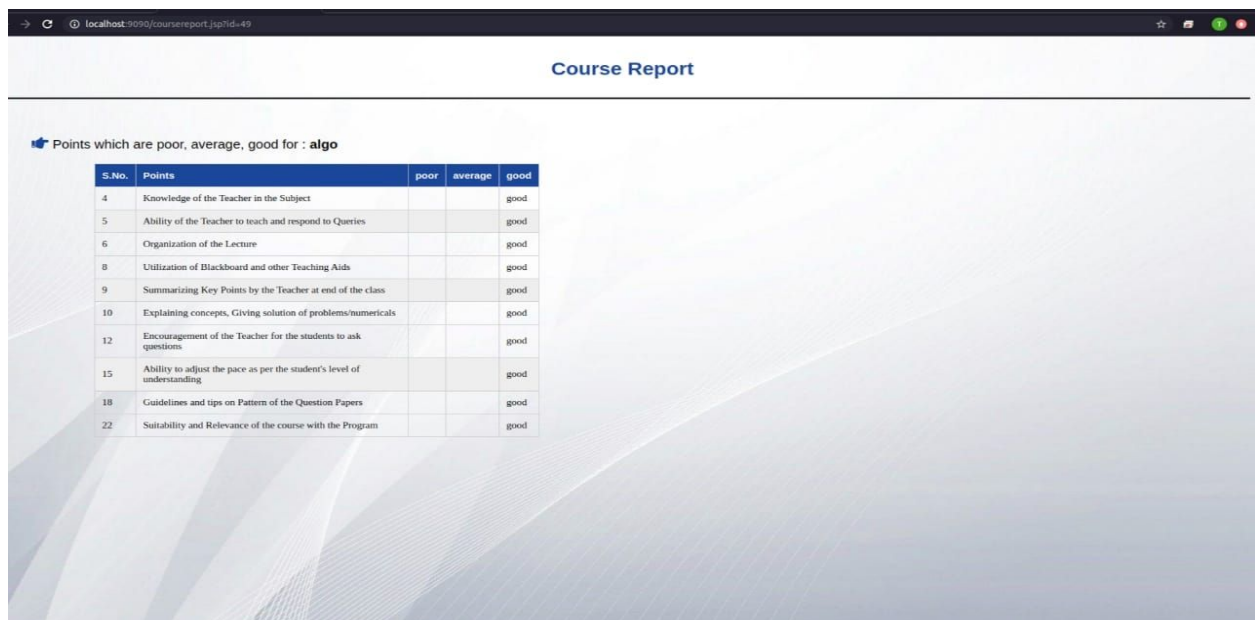 localhost:9090/coursereport.jsp?id=49
T
Course Report
Points which are poor, average, good for : algo
S.No. Points poor average good
4 Knowledge of the Teacher in the Subject good
5 Ability of the Teacher to teach and respond to Queries good
6 Organization of the Lecture good
8 Utilization of Blackboard and other Teaching Aids good
9 Summarizing Key Points by the Teacher at end of the class good
10 Explaining concepts, Giving solution of problems/numericals good
12 Encouragement of the Teacher for the students to ask
questions good
15 Ability to adjust the pace as per the student's level of
understanding good
18 Guidelines and tips on Pattern of the Question Papers good
22 Suitability and Relevance of the course with the Program good